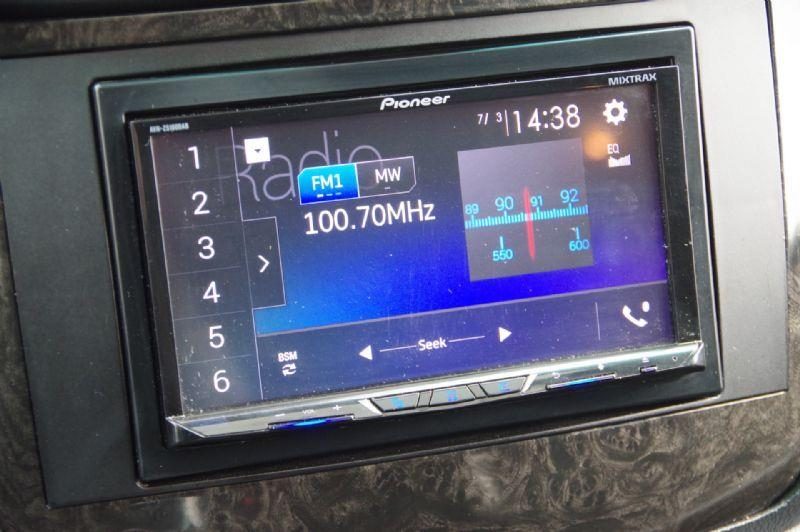 Pioneer
MIXTRAX
7/ 3
14:38
Radio
FM1
MW
EQ
100.70MHz
1
2
3
4
5
6
89 90 91 92
550 600
BSM
Seek
VOL